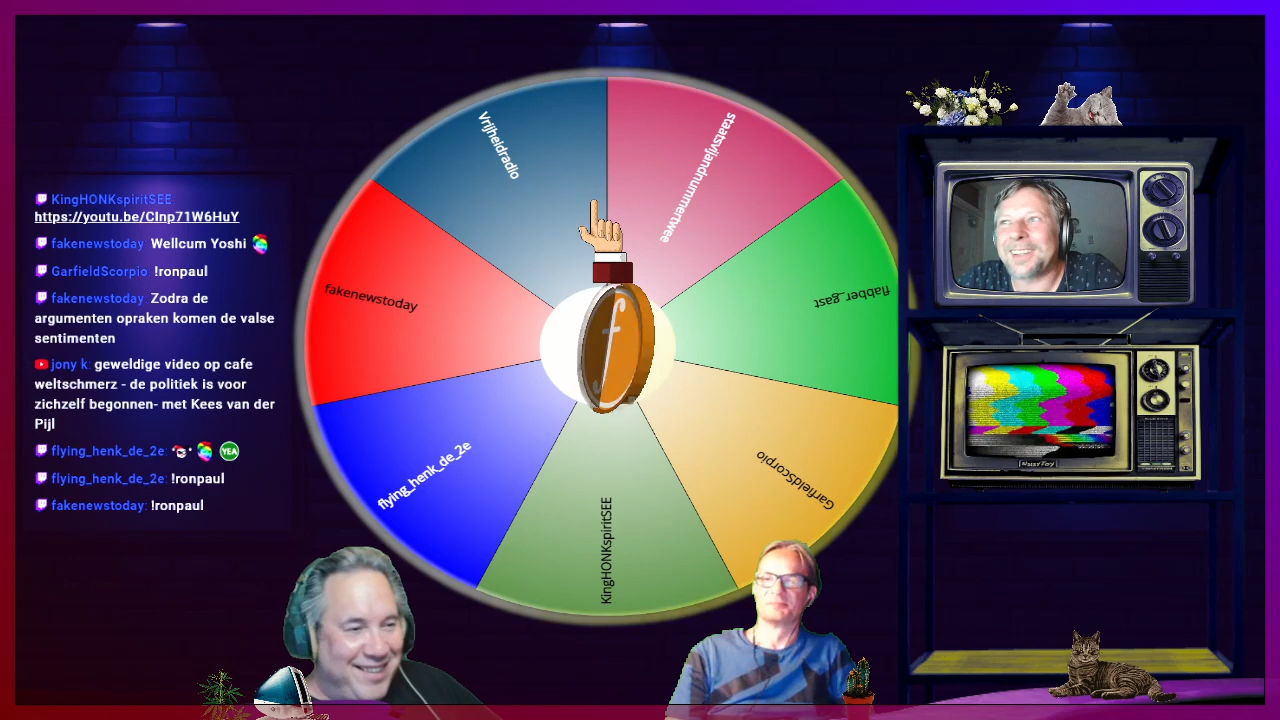 KingHONKspiritSEE
https://youtu.be/CInp71W6HuY
fakenewstoday: Wellcum Yoshi
GarfieldScorpio: !ronpaul
fakenewstoday: Zodra de
argumenten opraken komen de valse
sentimenten
jony k: geweldige video op cafe
weltschmerz - de politiek is voor
zichzelf begonnen- met Kees van der
Pijl
flying_henk_de_2e: YEA
flying_henk_de_2e: !ronpaul
fakenewstoday: !ronpaul
Vrijheidradio
staatsvijandnummertwee
fakenewstoday
flabber_gast
flying_henk_de_2e
GarfieldScorpio
KingHONKspiritSEE
f